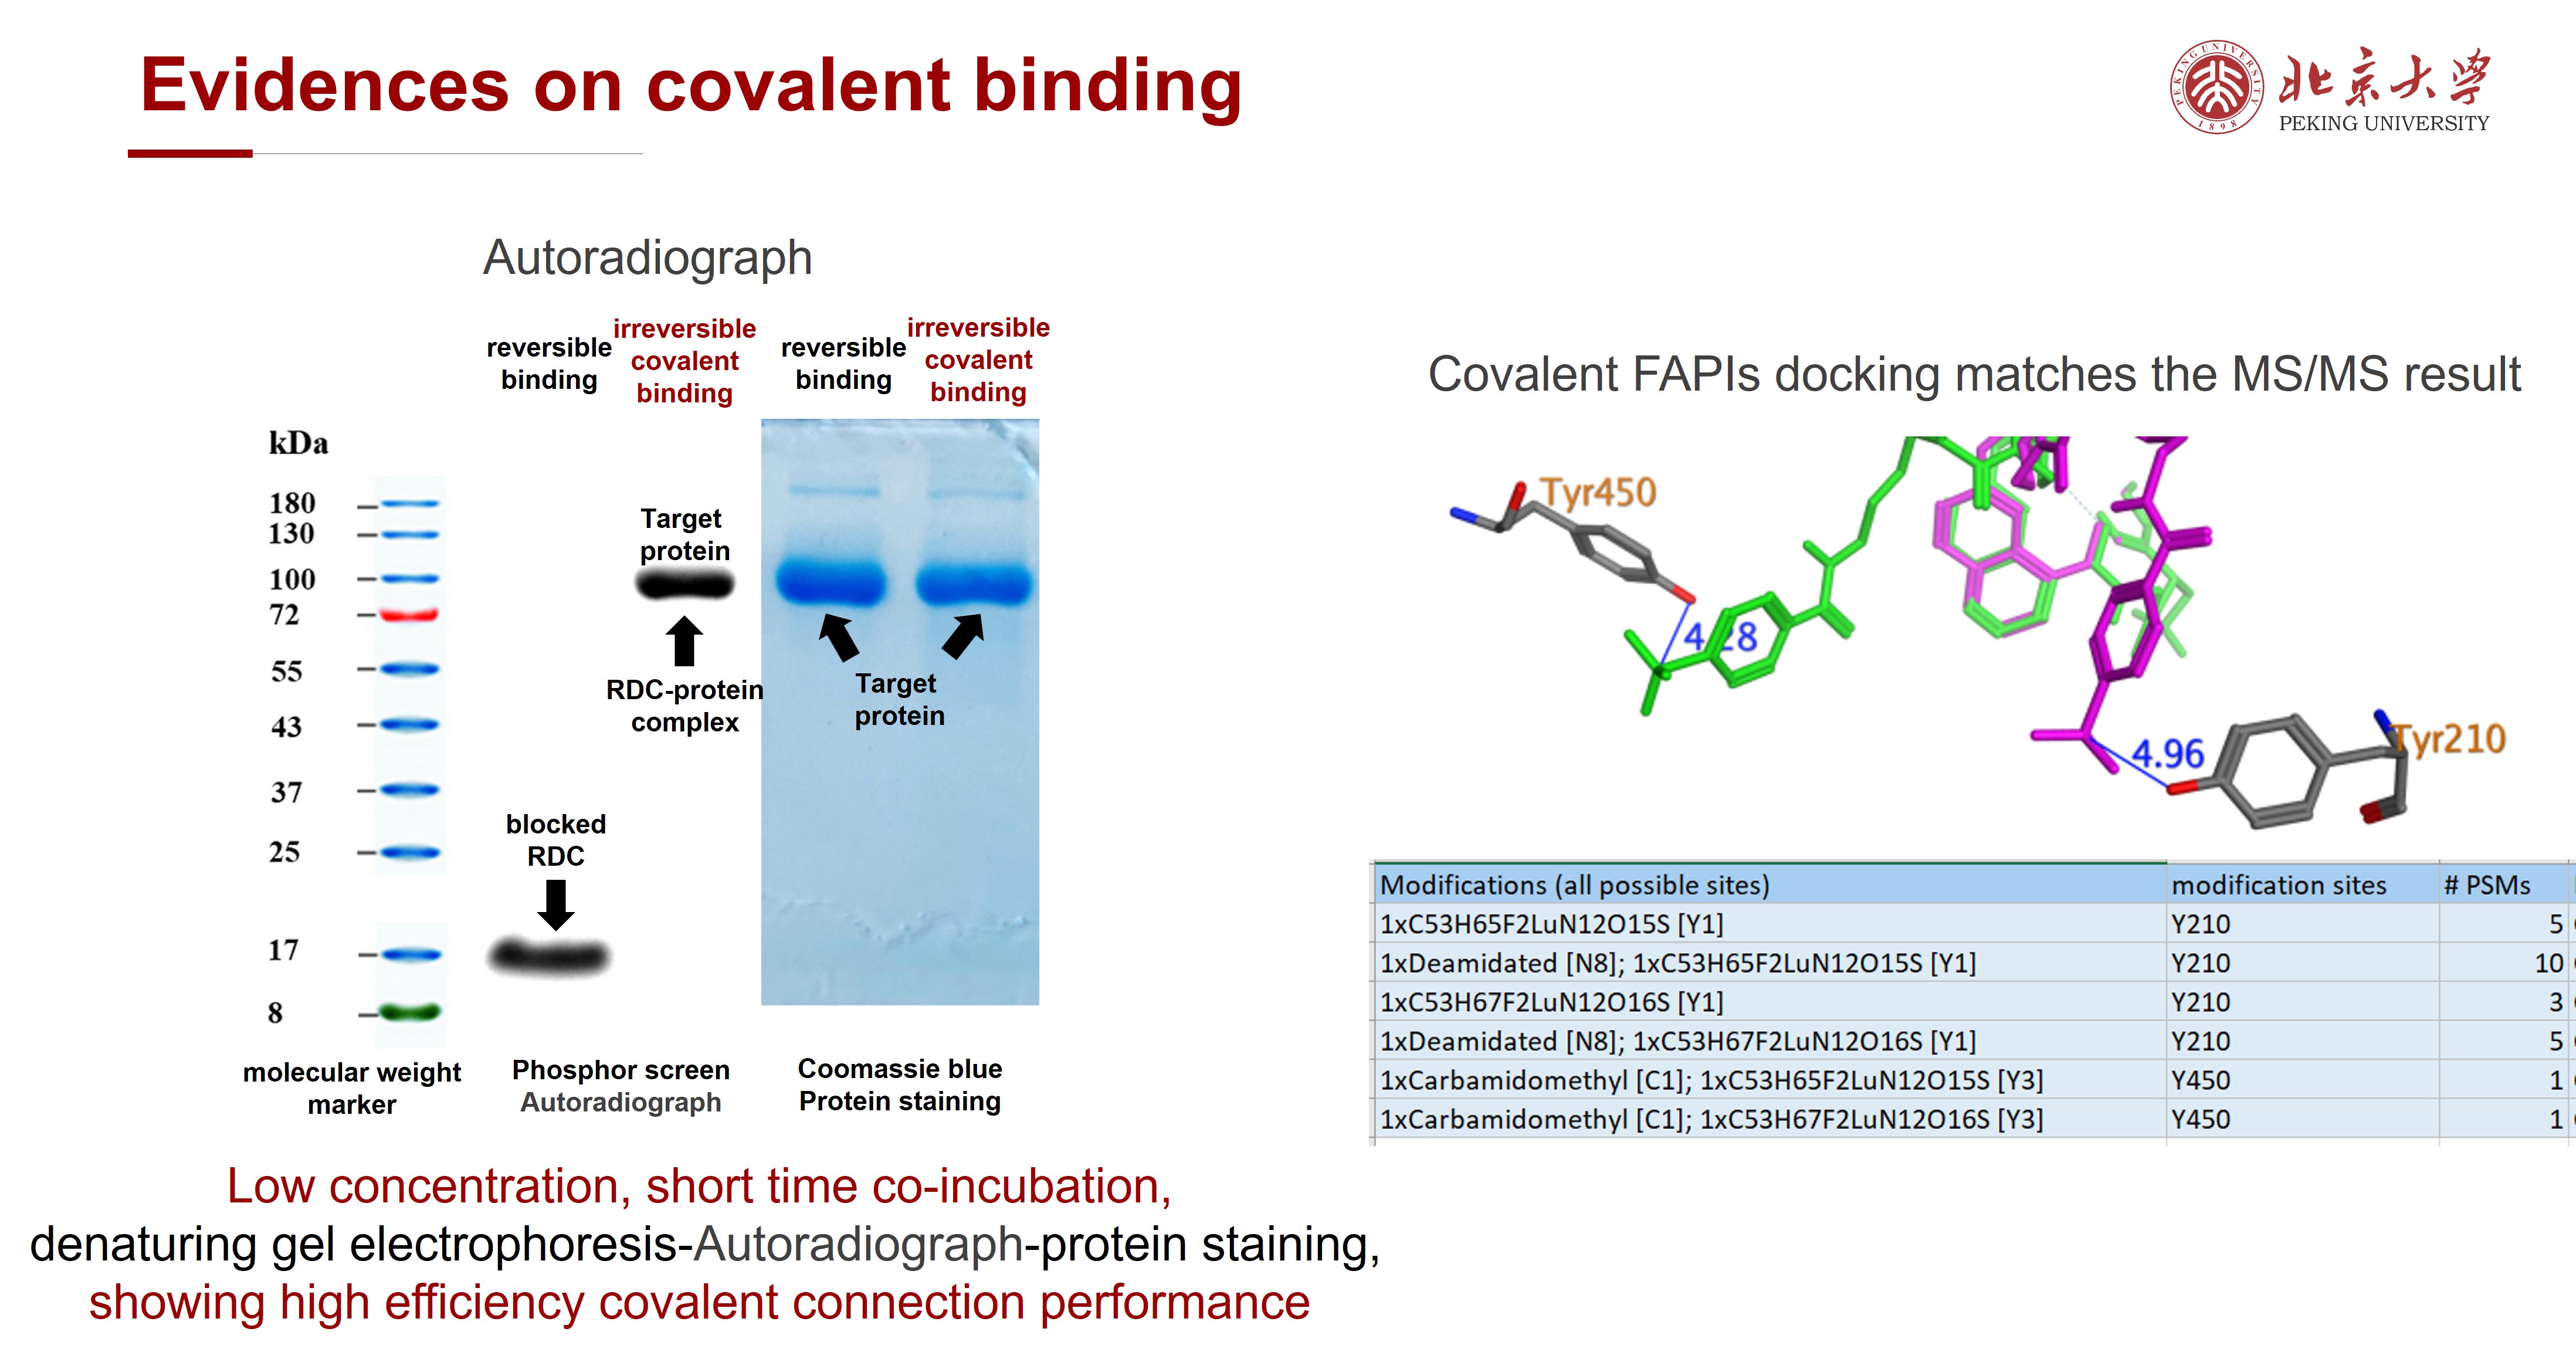 Evidences on covalent binding
PEKING UNIVERSITY
1898
北京大学
PEKING UNIVERSITY
Autoradiograph
reversible
binding
irreversible
covalent
binding
reversible
binding
irreversible
covalent
binding
kDa
180
130
100
72
55
43
37
25
17
8
Target
protein
RDC-protein
complex
blocked
RDC
Target
protein
molecular weight
marker
Phosphor screen
Autoradiograph
Coomassie blue
Protein staining
Low concentration, short time co-incubation,
denaturing gel electrophoresis-Autoradiograph-protein staining,
showing high efficiency covalent connection performance
Covalent FAPIs docking matches the MS/MS result
Tyr450
4.28
4.96
Tyr210
Modifications (all possible sites) modification sites # PSMs
1xC53H65F2LuN12O15S [Y1] Y210 5
1xDeamidated [N8]; 1xC53H65F2LuN12O15S [Y1] Y210 10
1xC53H67F2LuN12O16S [Y1] Y210 3
1xDeamidated [N8]; 1xC53H67F2LuN12O16S [Y1] Y210 5
1xCarbamidomethyl [C1]; 1xC53H65F2LuN12O15S [Y3] Y450 1
1xCarbamidomethyl [C1]; 1xC53H67F2LuN12O16S [Y3] Y450 1